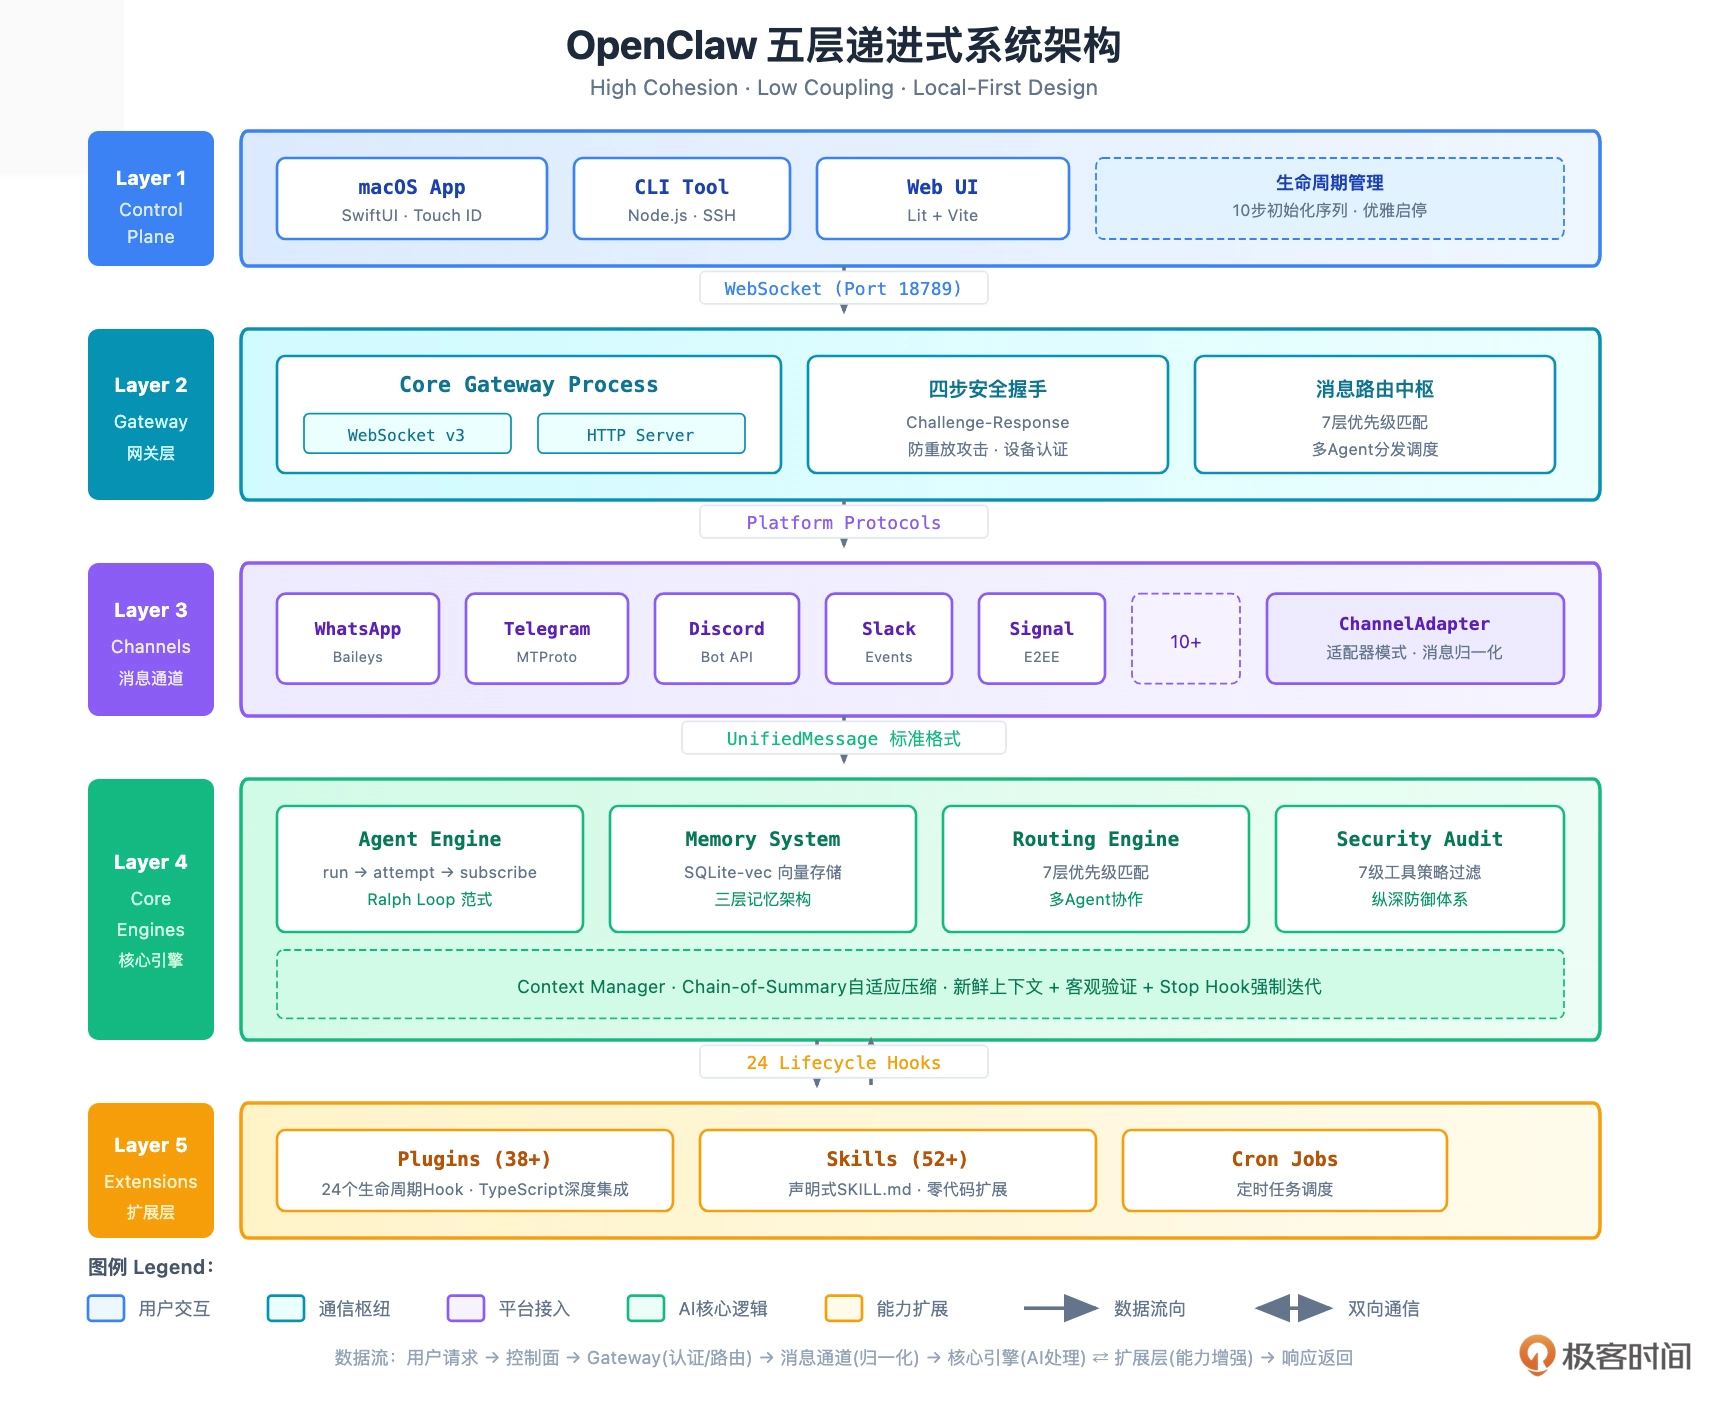 OpenClaw 五层递进式系统架构
High Cohesion · Low Coupling · Local-First Design
Layer 1
Control
Plane
macOS App
SwiftUI · Touch ID
CLI Tool
Node.js · SSH
Web UI
Lit + Vite
生命周期管理
10步初始化序列 · 优雅启停
WebSocket (Port 18789)
Layer 2
Gateway
网关层
Core Gateway Process
WebSocket v3
HTTP Server
四步安全握手
Challenge-Response
防重放攻击 · 设备认证
消息路由中枢
7层优先级匹配
多Agent分发调度
Platform Protocols
Layer 3
Channels
消息通道
WhatsApp
Baileys
Telegram
MTProto
Discord
Bot API
Slack
Events
Signal
E2EE
10+
ChannelAdapter
适配器模式 · 消息归一化
UnifiedMessage 标准格式
Layer 4
Core
Engines
核心引擎
Agent Engine
run → attempt → subscribe
Ralph Loop 范式
Memory System
SQLite-vec 向量存储
三层记忆架构
Routing Engine
7层优先级匹配
多Agent协作
Security Audit
7级工具策略过滤
纵深防御体系
Context Manager · Chain-of-Summary自适应压缩 · 新鲜上下文 + 客观验证 + Stop Hook强制迭代
24 Lifecycle Hooks
Layer 5
Extensions
扩展层
Plugins (38+)
24个生命周期Hook · TypeScript深度集成
Skills (52+)
声明式SKILL.md · 零代码扩展
Cron Jobs
定时任务调度
图例 Legend：
用户交互
通信枢纽
平台接入
AI核心逻辑
能力扩展
数据流向
双向通信
数据流：用户请求 → 控制面 → Gateway(认证/路由) → 消息通道(归一化) → 核心引擎(AI处理) ⇄ 扩展层(能力增强) → 响应返回
极客时间